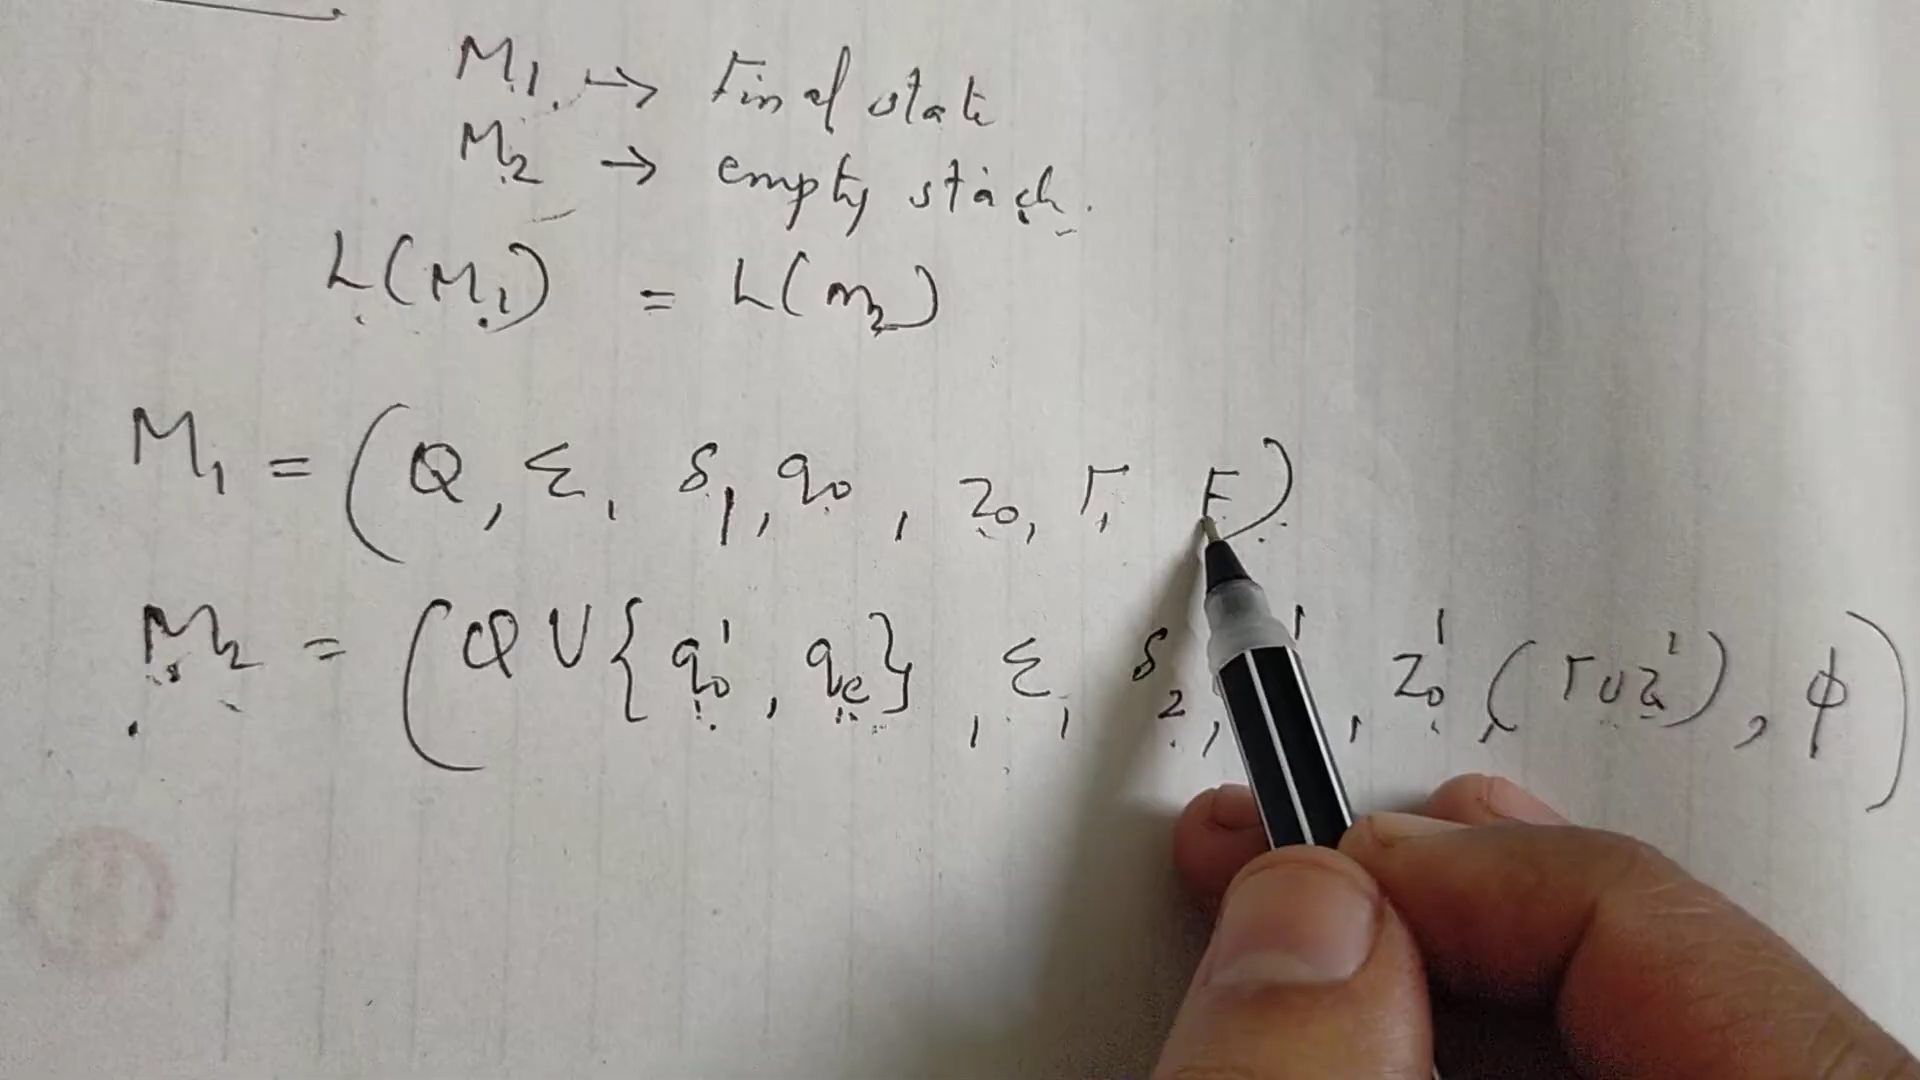 M1 → Final state
M2 → empty stack.
L(M1) = L(m2)
M1 = (Q, Σ, δ1, q0, z0, Γ, F)
M2 = (Q ∪ {q0', qe}, Σ, δ2, ', z0', (Γ ∪ z0'), φ)